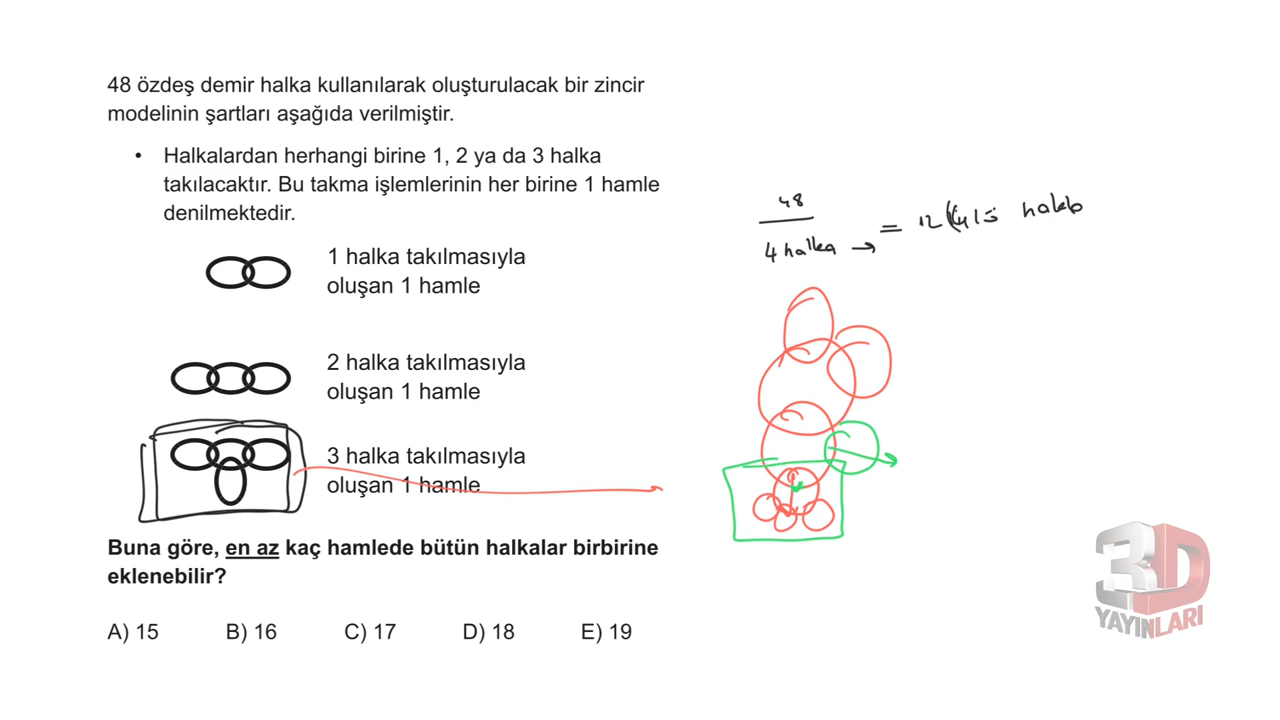 48 özdeş demir halka kullanılarak oluşturulacak bir zincir
modelinin şartları aşağıda verilmiştir.
• Halkalardan herhangi birine 1, 2 ya da 3 halka
takılacaktır. Bu takma işlemlerinin her birine 1 hamle
denilmektedir.
1 halka takılmasıyla
oluşan 1 hamle
2 halka takılmasıyla
oluşan 1 hamle
3 halka takılmasıyla
oluşan 1 hamle
Buna göre, en az kaç hamlede bütün halkalar birbirine
eklenebilir?
A) 15 B) 16 C) 17 D) 18 E) 19
48
4 halka → = 12
3D
YAYINLARI